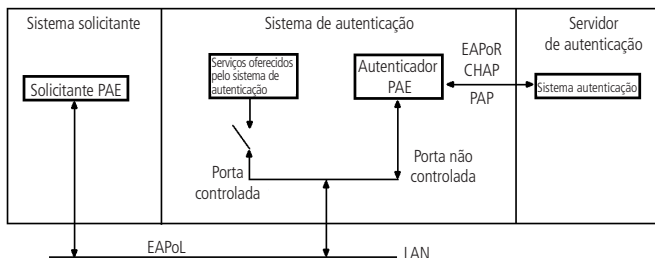 Sistema solicitante
Sistema de autenticação
Servidor
de autenticação
Solicitante PAE
Serviços oferecidos
pelo sistema de
autenticação
Autenticador
PAE
EAPoR
CHAP
PAP
Sistema autenticação
Porta
controlada
Porta não
controlada
EAPoL
LAN